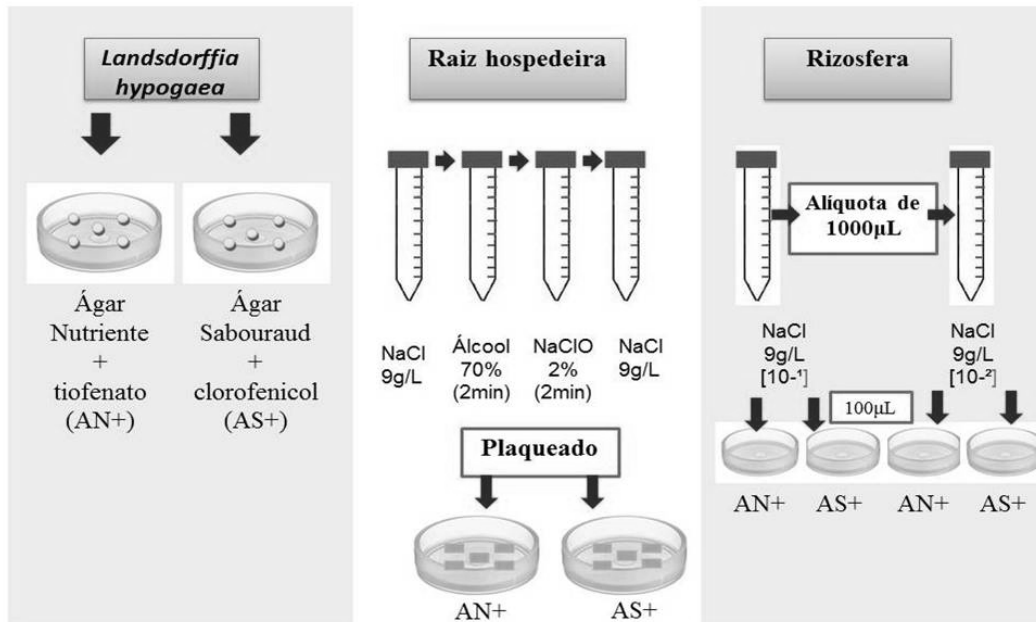 Landsdorffia
hypogaea
Ágar
Nutriente
+
tiofenato
(AN+)
Ágar
Sabouraud
+
clorofenicol
(AS+)
Raiz hospedeira
NaCl
9g/L
Álcool
70%
(2min)
NaClO
2%
(2min)
NaCl
9g/L
Plaqueado
AN+
AS+
Rizosfera
Alíquota de
1000µL
NaCl
9g/L
[10-¹]
NaCl
9g/L
[10-²]
100µL
AN+
AS+
AN+
AS+